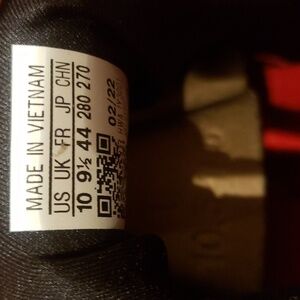 MADE IN VIETNAM
US UK FR JP CHN
10 9½ 44 280 270
02/22